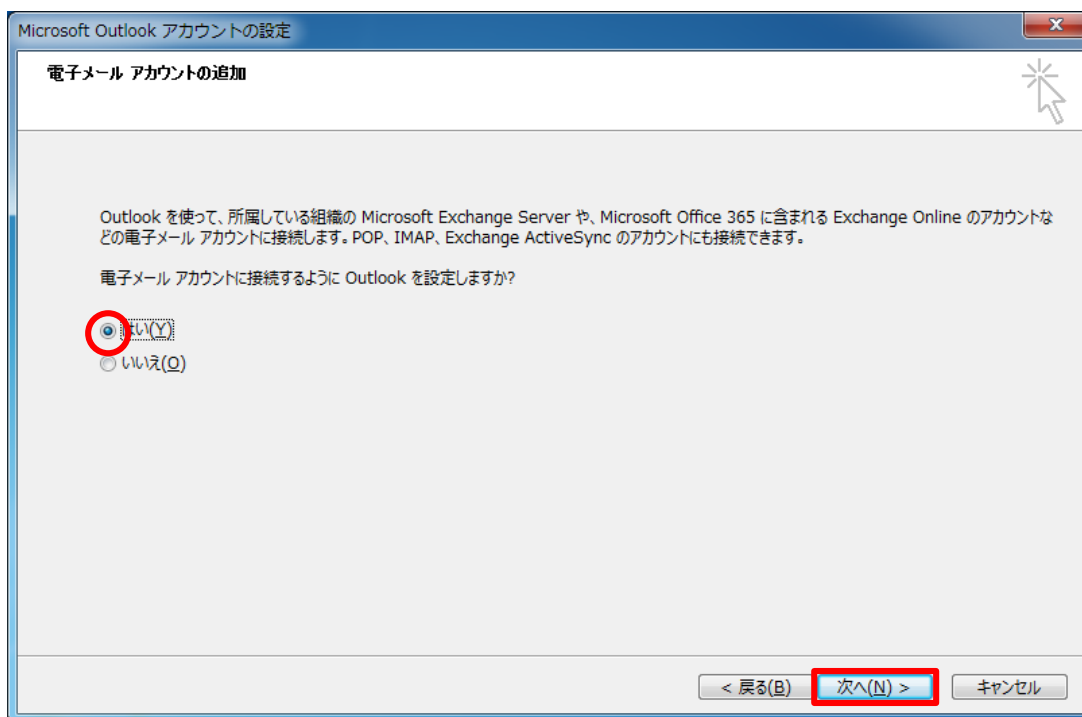 Microsoft Outlook アカウントの設定
電子メール アカウントの追加
Outlook を使って、所属している組織の Microsoft Exchange Server や、Microsoft Office 365 に含まれる Exchange Online のアカウントな
どの電子メール アカウントに接続します。POP、IMAP、Exchange ActiveSync のアカウントにも接続できます。
電子メール アカウントに接続するように Outlook を設定しますか?
はい(Y)
いいえ(O)
< 戻る(B) 次へ(N) > キャンセル